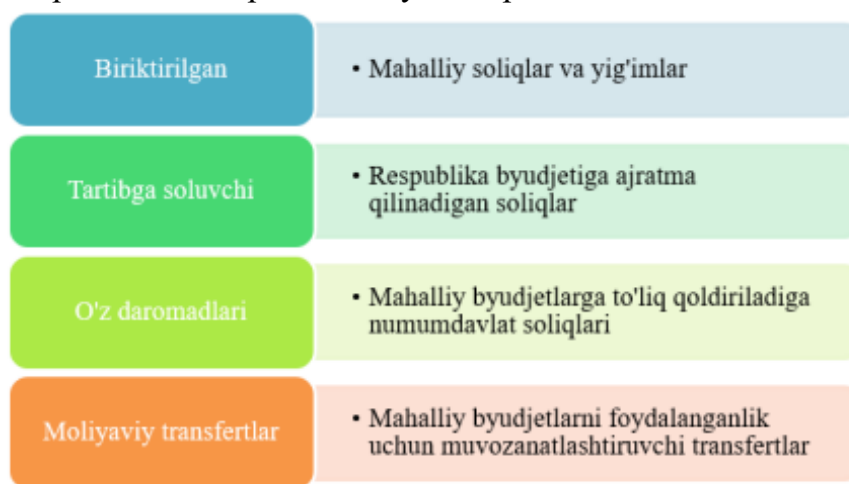 Biriktirilgan
• Mahalliy soliqlar va yig'imlar
Tartibga soluvchi
• Respublika byudjetiga ajratma
qilinadigan soliqlar
O'z daromadlari
• Mahalliy byudjetlarga to'liq qoldiriladiga
numumdavlat soliqlari
Moliyaviy transfertlar
• Mahalliy byudjetlarni foydalanganlik
uchun muvozanatlashtiruvchi transfertlar